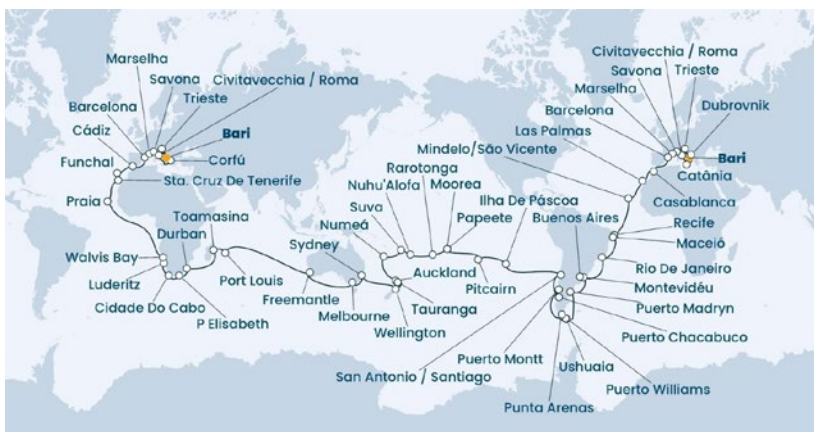 Marselha
Savona
Civitavecchia / Roma
Trieste
Barcelona
Bari
Cádiz
Corfú
Funchal
Sta. Cruz De Tenerife
Praia
Toamasina
Durban
Walvis Bay
Luderitz
Port Louis
Cidade Do Cabo
P Elisabeth
Freemantle
Sydney
Melbourne
Numeá
Suva
Nuhu'Alofa
Rarotonga
Moorea
Papeete
Auckland
Tauranga
Wellington
Pitcairn
Ilha De Páscoa
Buenos Aires
Mindelo/São Vicente
Las Palmas
Barcelona
Marselha
Savona
Civitavecchia / Roma
Trieste
Dubrovnik
Bari
Catânia
Casablanca
Recife
Maceió
Rio De Janeiro
Montevidéu
Puerto Madryn
Puerto Chacabuco
Puerto Montt
Ushuaia
San Antonio / Santiago
Puerto Williams
Punta Arenas